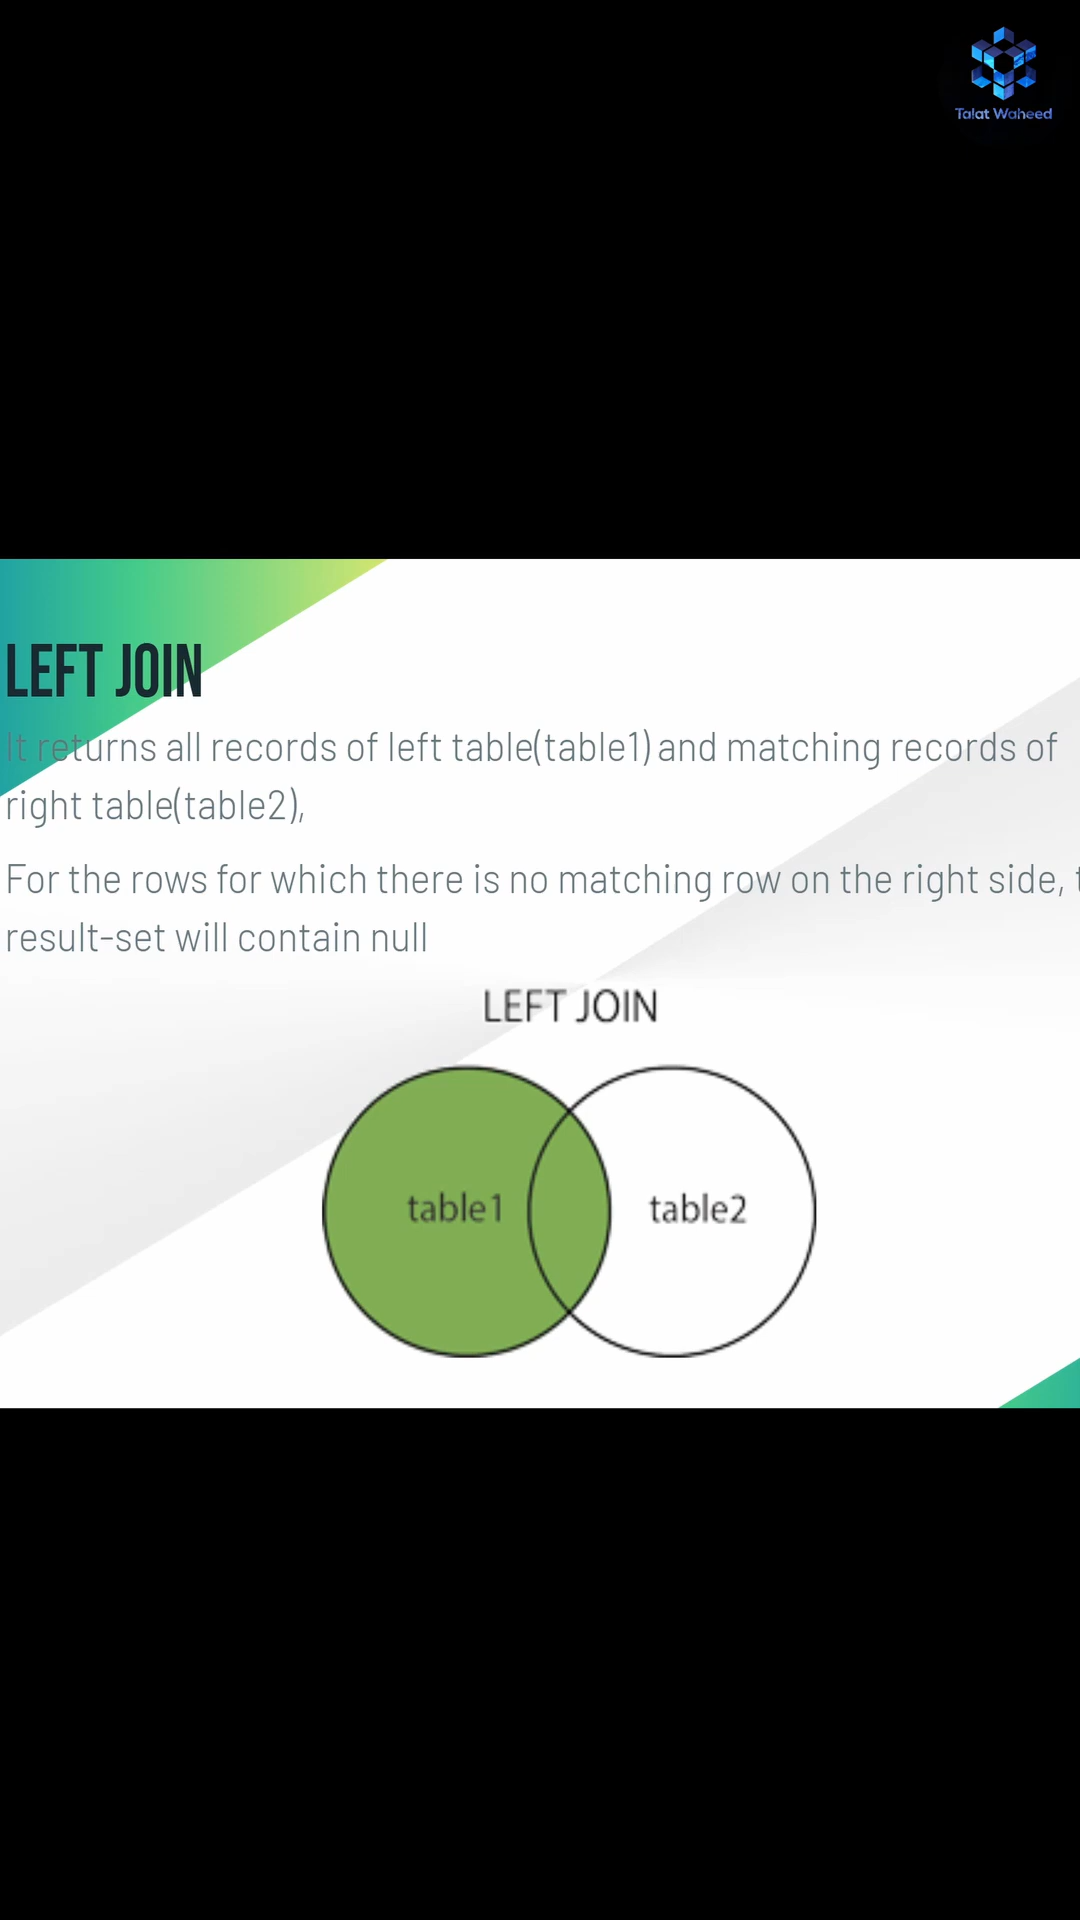 Talat Waheed
LEFT JOIN
It returns all records of left table(table1) and matching records of
right table(table2),
For the rows for which there is no matching row on the right side,
result-set will contain null
LEFT JOIN
table1
table2